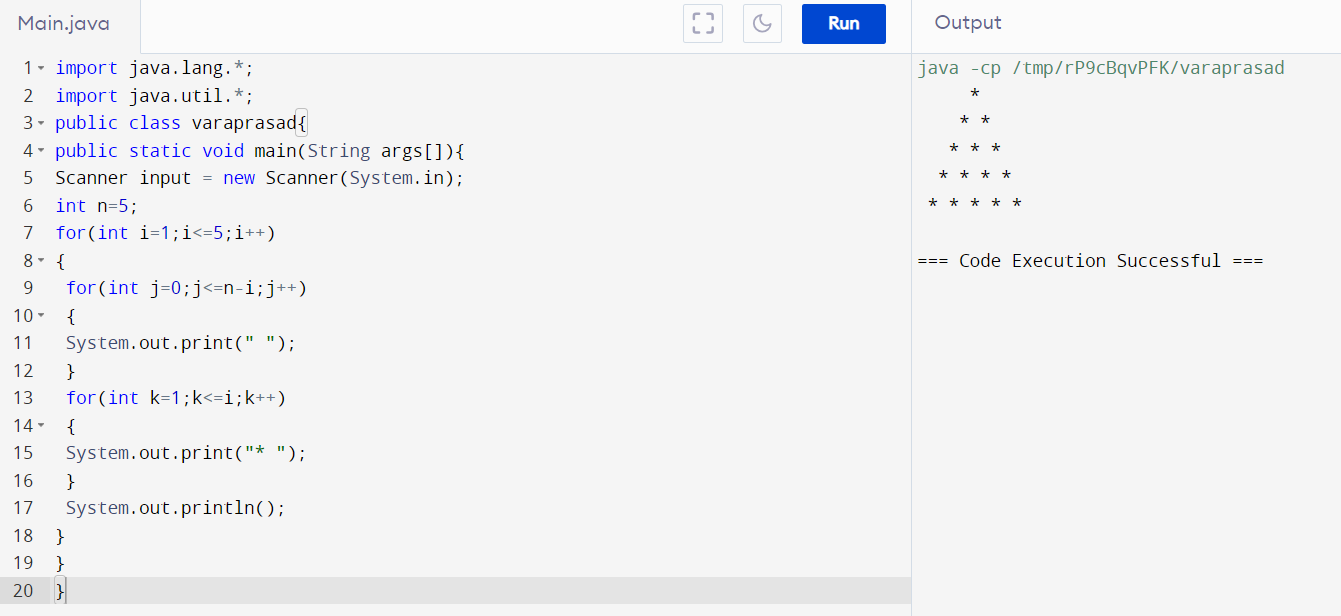 Main.java
Run
Output
1 import java.lang.*;
2 import java.util.*;
3 public class varaprasad{
4 public static void main(String args[]){
5 Scanner input = new Scanner(System.in);
6 int n=5;
7 for(int i=1;i<=5;i++)
8 {
9  for(int j=0;j<=n-i;j++)
10  {
11  System.out.print(" ");
12  }
13  for(int k=1;k<=i;k++)
14  {
15  System.out.print("* ");
16  }
17  System.out.println();
18 }
19 }
20 }
java -cp /tmp/rP9cBqvPFK/varaprasad
     *
    * *
   * * *
  * * * *
 * * * * *
=== Code Execution Successful ===